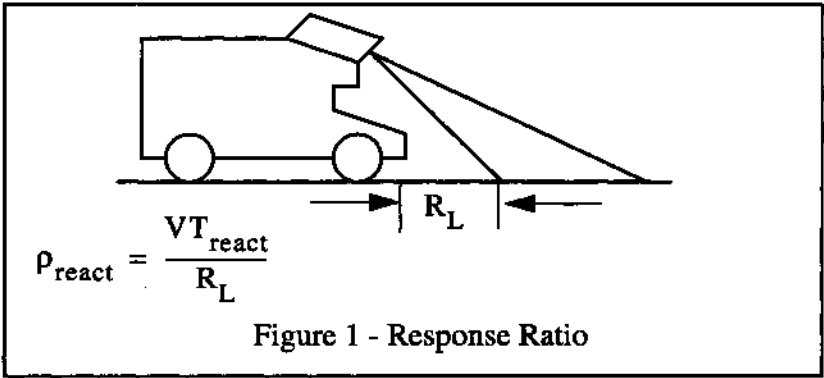 R_L
ρ_react = VT_react / R_L
Figure 1 - Response Ratio